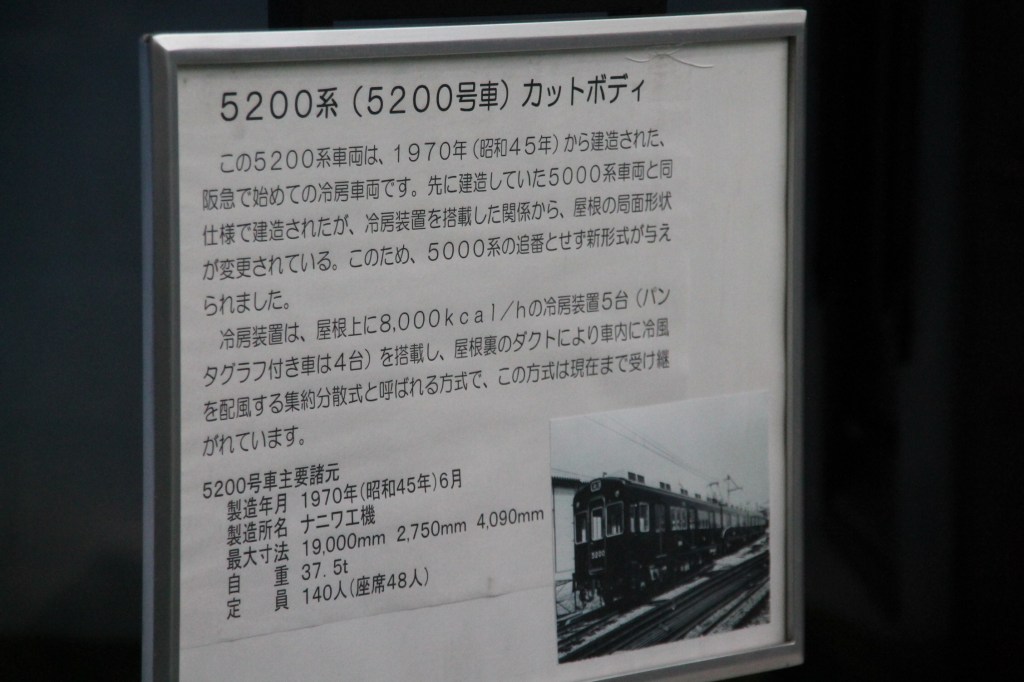 5200系（5200号車）カットボディ
この5200系車両は、1970年（昭和45年）から建造された、
阪急で始めての冷房車両です。先に建造していた5000系車両と同
仕様で建造されたが、冷房装置を搭載した関係から、屋根の局面形状
が変更されている。このため、5000系の追番とせず新形式が与え
られました。
冷房装置は、屋根上に8,000kcal/hの冷房装置5台（パン
タグラフ付き車は4台）を搭載し、屋根裏のダクトにより車内に冷風
を配風する集約分散式と呼ばれる方式で、この方式は現在まで受け継
がれています。
5200号車主要諸元
製造年月 1970年(昭和45年)6月
製造所名 ナニワ工機
最大寸法 19,000mm 2,750mm 4,090mm
自　重 37.5t
定　員 140人(座席48人)
5200